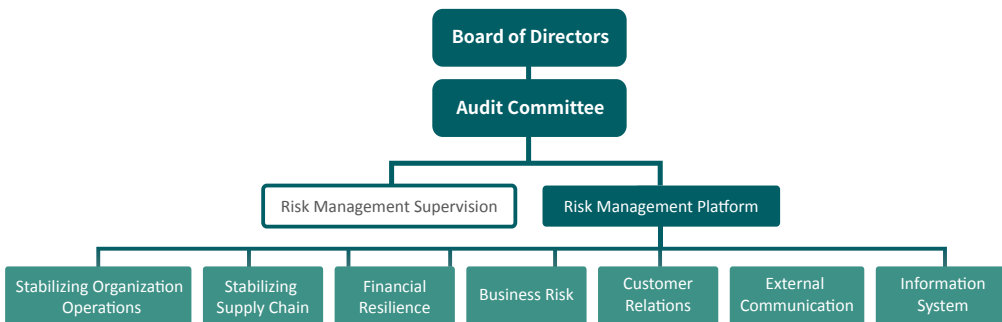 Board of Directors
Audit Committee
Risk Management Supervision
Risk Management Platform
Stabilizing Organization
Operations
Stabilizing
Supply Chain
Financial
Resilience
Business Risk
Customer
Relations
External
Communication
Information
System